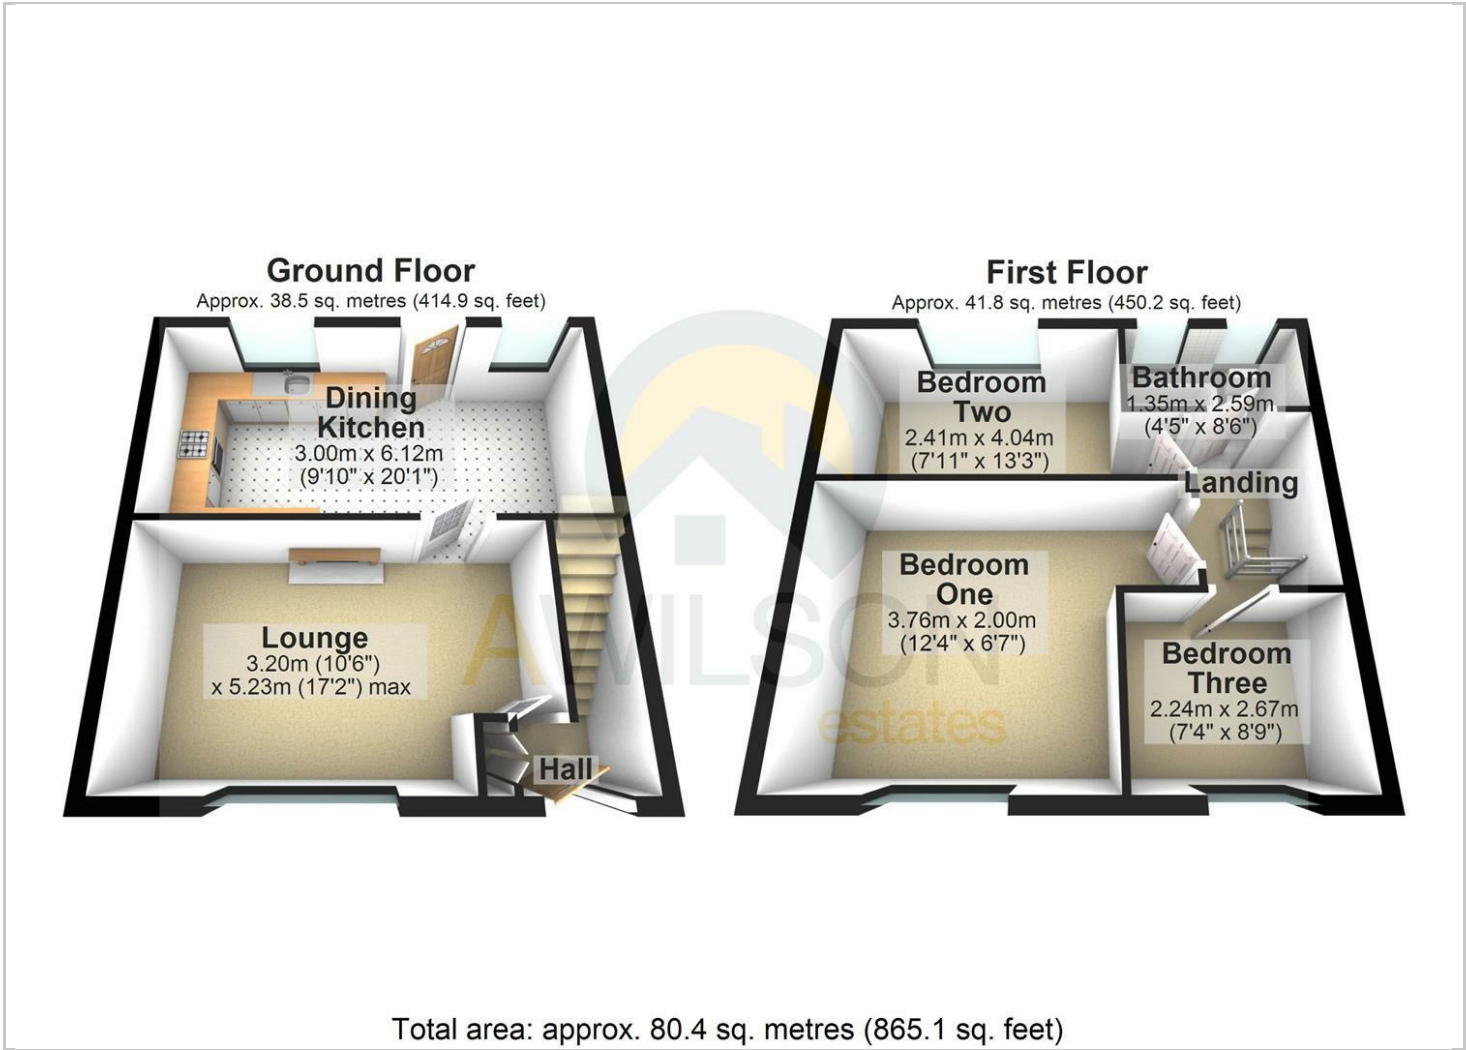 Ground Floor
Approx. 38.5 sq. metres (414.9 sq. feet)
Dining
Kitchen
3.00m x 6.12m
(9'10" x 20'1")
Lounge
3.20m (10'6")
x 5.23m (17'2") max
Hall
First Floor
Approx. 41.8 sq. metres (450.2 sq. feet)
Bedroom
Two
2.41m x 4.04m
(7'11" x 13'3")
Bathroom
1.35m x 2.59m
(4'5" x 8'6")
Landing
Bedroom
One
3.76m x 2.00m
(12'4" x 6'7")
Bedroom
Three
2.24m x 2.67m
(7'4" x 8'9")
AWILSON
estates
Total area: approx. 80.4 sq. metres (865.1 sq. feet)